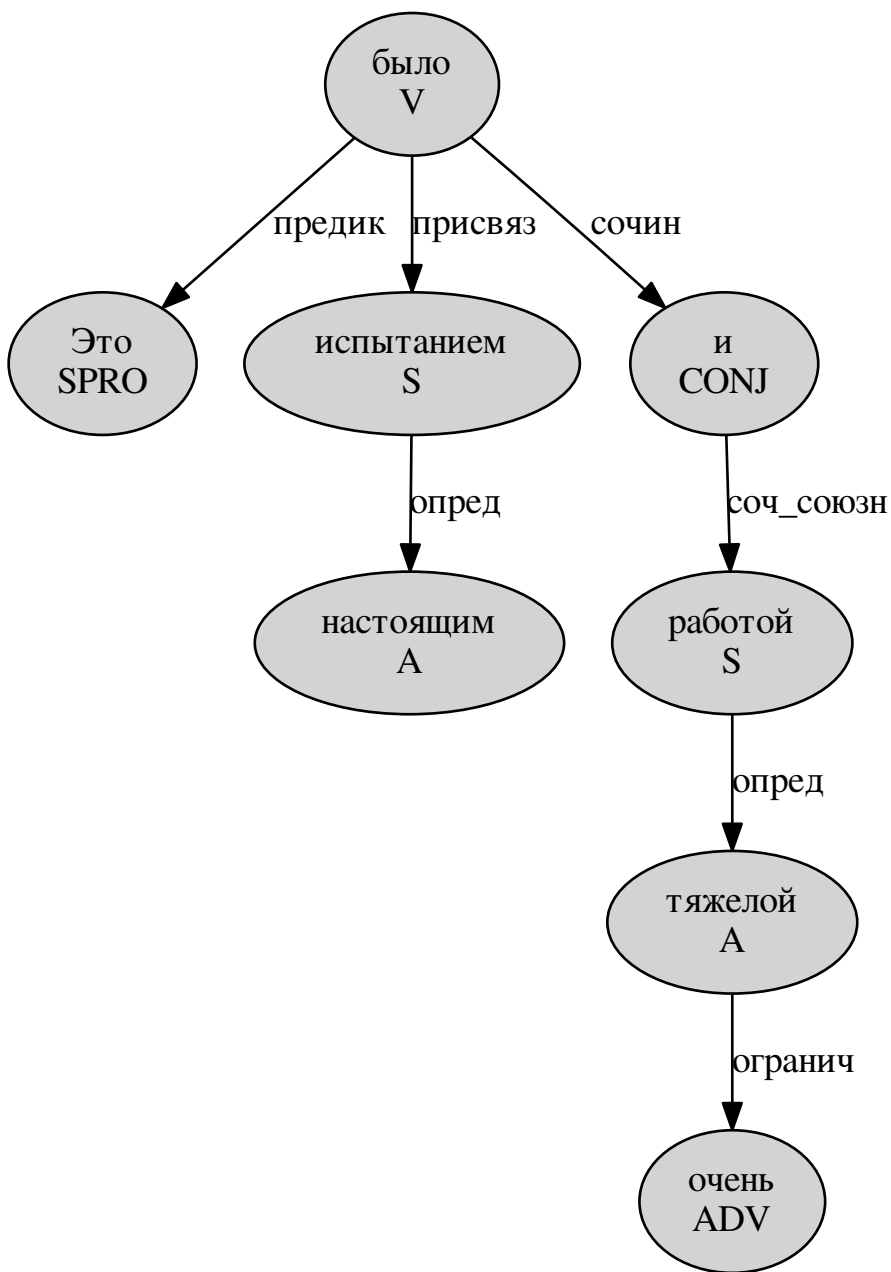 было
V
предик
присвяз
сочин
Это
SPRO
испытанием
S
и
CONJ
опред
соч_союзн
настоящим
A
работой
S
опред
тяжелой
A
огранич
очень
ADV